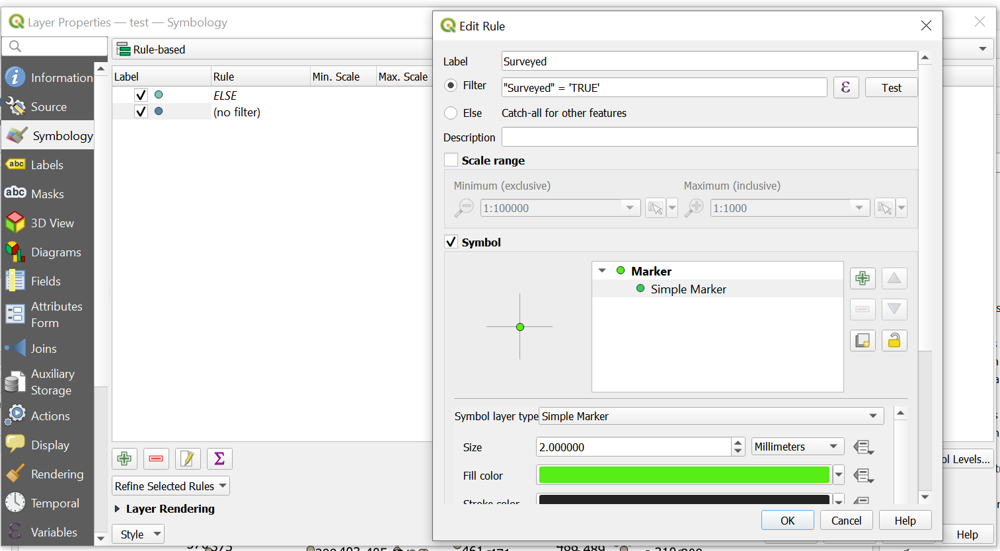 Layer Properties — test — Symbology
Information
Source
Symbology
abc Labels
abc Masks
3D View
Diagrams
Fields
Attributes
Form
Joins
Auxiliary
Storage
Actions
Display
Rendering
Temporal
ε Variables
Rule-based
Label Rule Min. Scale Max. Scale
ELSE
(no filter)
Σ
Refine Selected Rules
Layer Rendering
Style
Edit Rule
Label Surveyed
Filter "Surveyed" = 'TRUE' ε Test
Else Catch-all for other features
Description
Scale range
Minimum (exclusive) Maximum (inclusive)
1:100000 1:1000
Symbol
Marker
Simple Marker
Symbol layer type Simple Marker
Size 2.000000 Millimeters
Fill color
Stroke color
OK Cancel Help
Levels...
Help